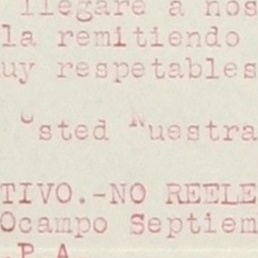 llegare a nos
la remitiendo
uy respetables
Usted Nuestra
TIVO.-NO REELE
Ocampo Septiem
.P.A.